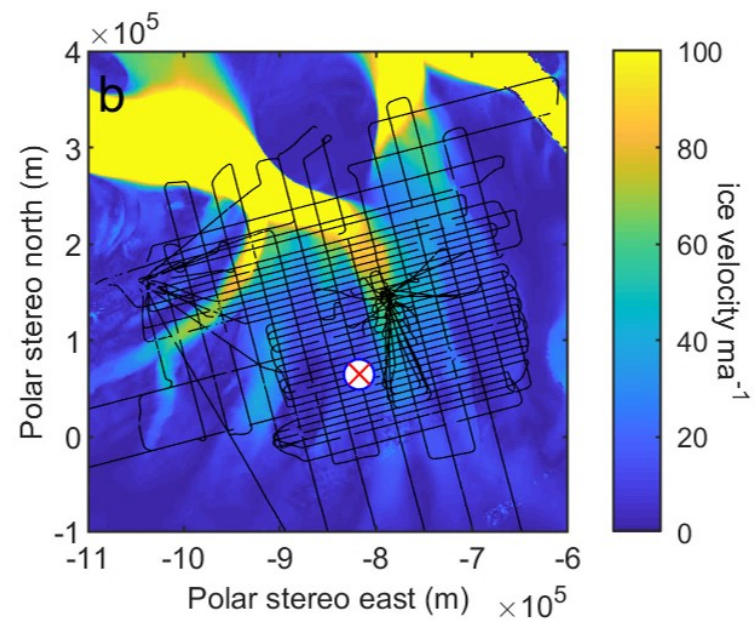 ×10⁵
b
4
3
2
1
0
-1
Polar stereo north (m)
-11 -10 -9 -8 -7 -6
Polar stereo east (m) ×10⁵
100
80
60
40
20
0
ice velocity ma⁻¹